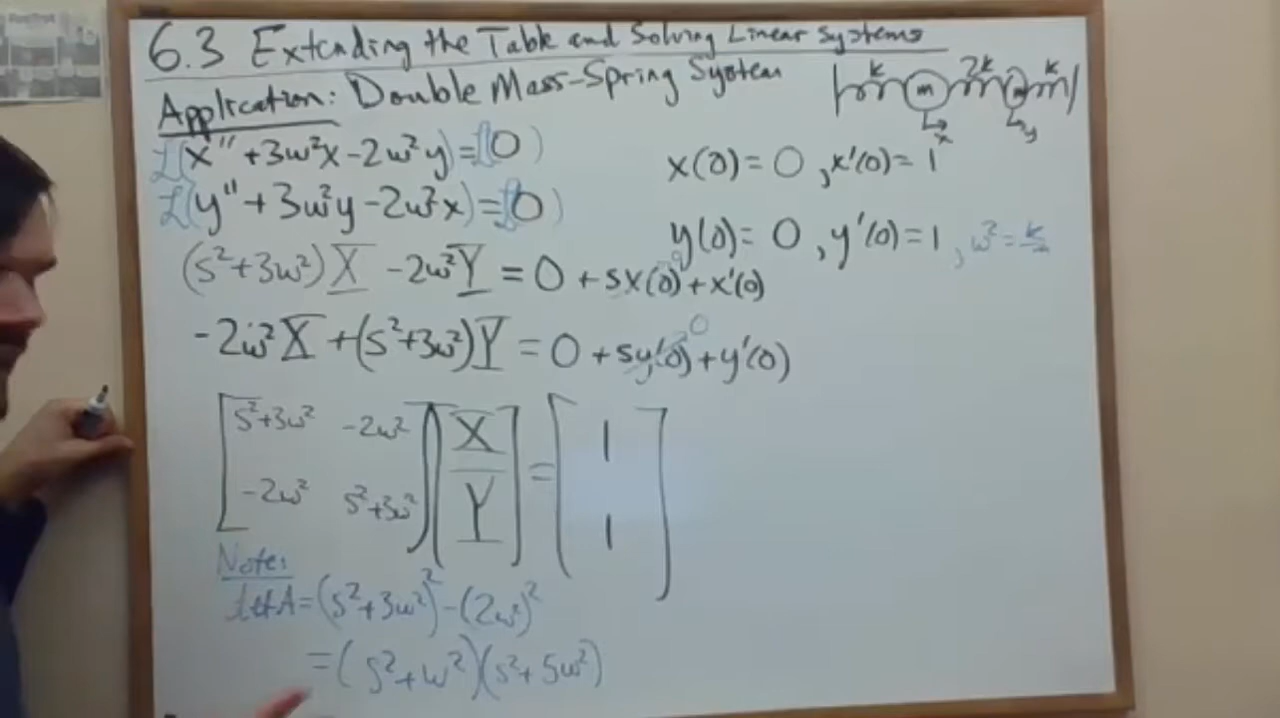 6.3 Extending the Table and Solving Linear Systems
Application: Double Mass-Spring System
k m 2k m k
x y
ℒ(x'' + 3ω²x - 2ω²y) = ℒ(0)
x(0) = 0, x'(0) = 1
ℒ(y'' + 3ω²y - 2ω²x) = ℒ(0)
y(0) = 0, y'(0) = 1, ω² = k/m
(s² + 3ω²) X - 2ω² Y = 0 + sx(0) + x'(0)
0
-2ω² X + (s² + 3ω²) Y = 0 + sy(0) + y'(0)
0
[s² + 3ω² -2ω²] [X] = [1]
[-2ω² s² + 3ω²] [Y] [1]
Note:
det A = (s² + 3ω²)² - (2ω²)²
= (s² + ω²)(s² + 5ω²)